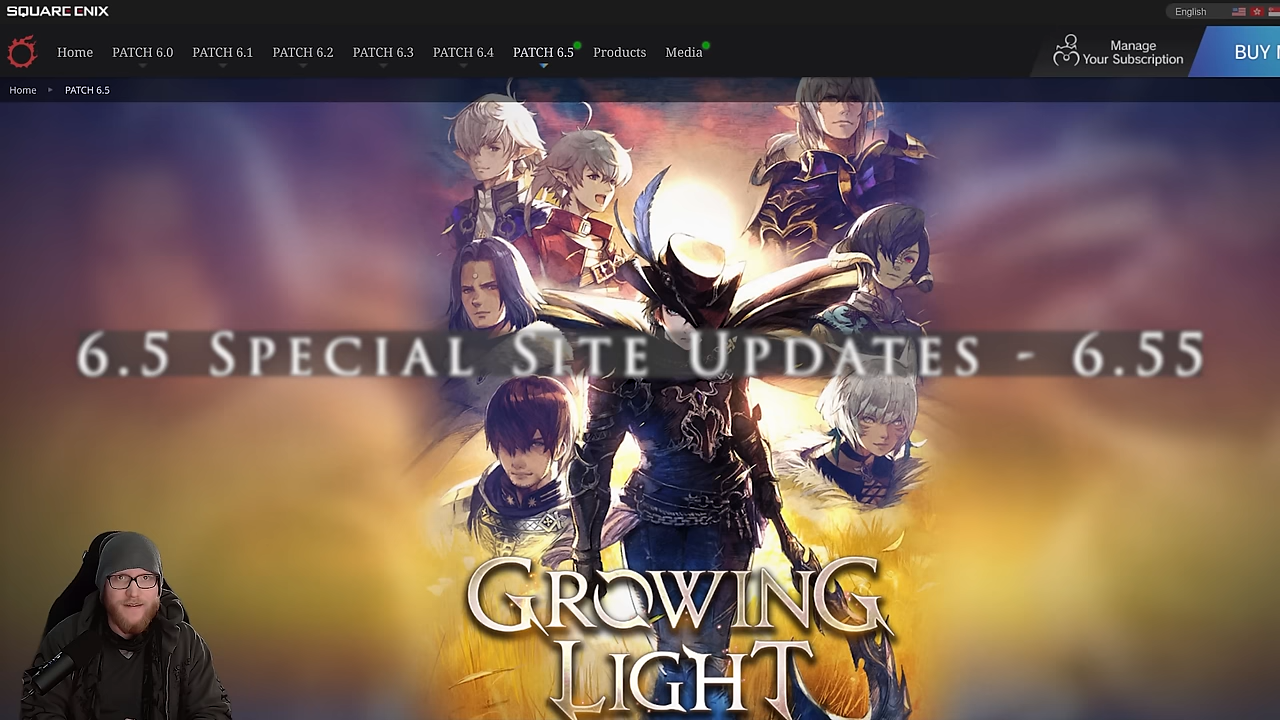 SQUARE ENIX
English
Home PATCH 6.0 PATCH 6.1 PATCH 6.2 PATCH 6.3 PATCH 6.4 PATCH 6.5 Products Media
Manage
Your Subscription
BUY
Home PATCH 6.5
6.5 Special Site Updates - 6.55
GROWING
LIGHT